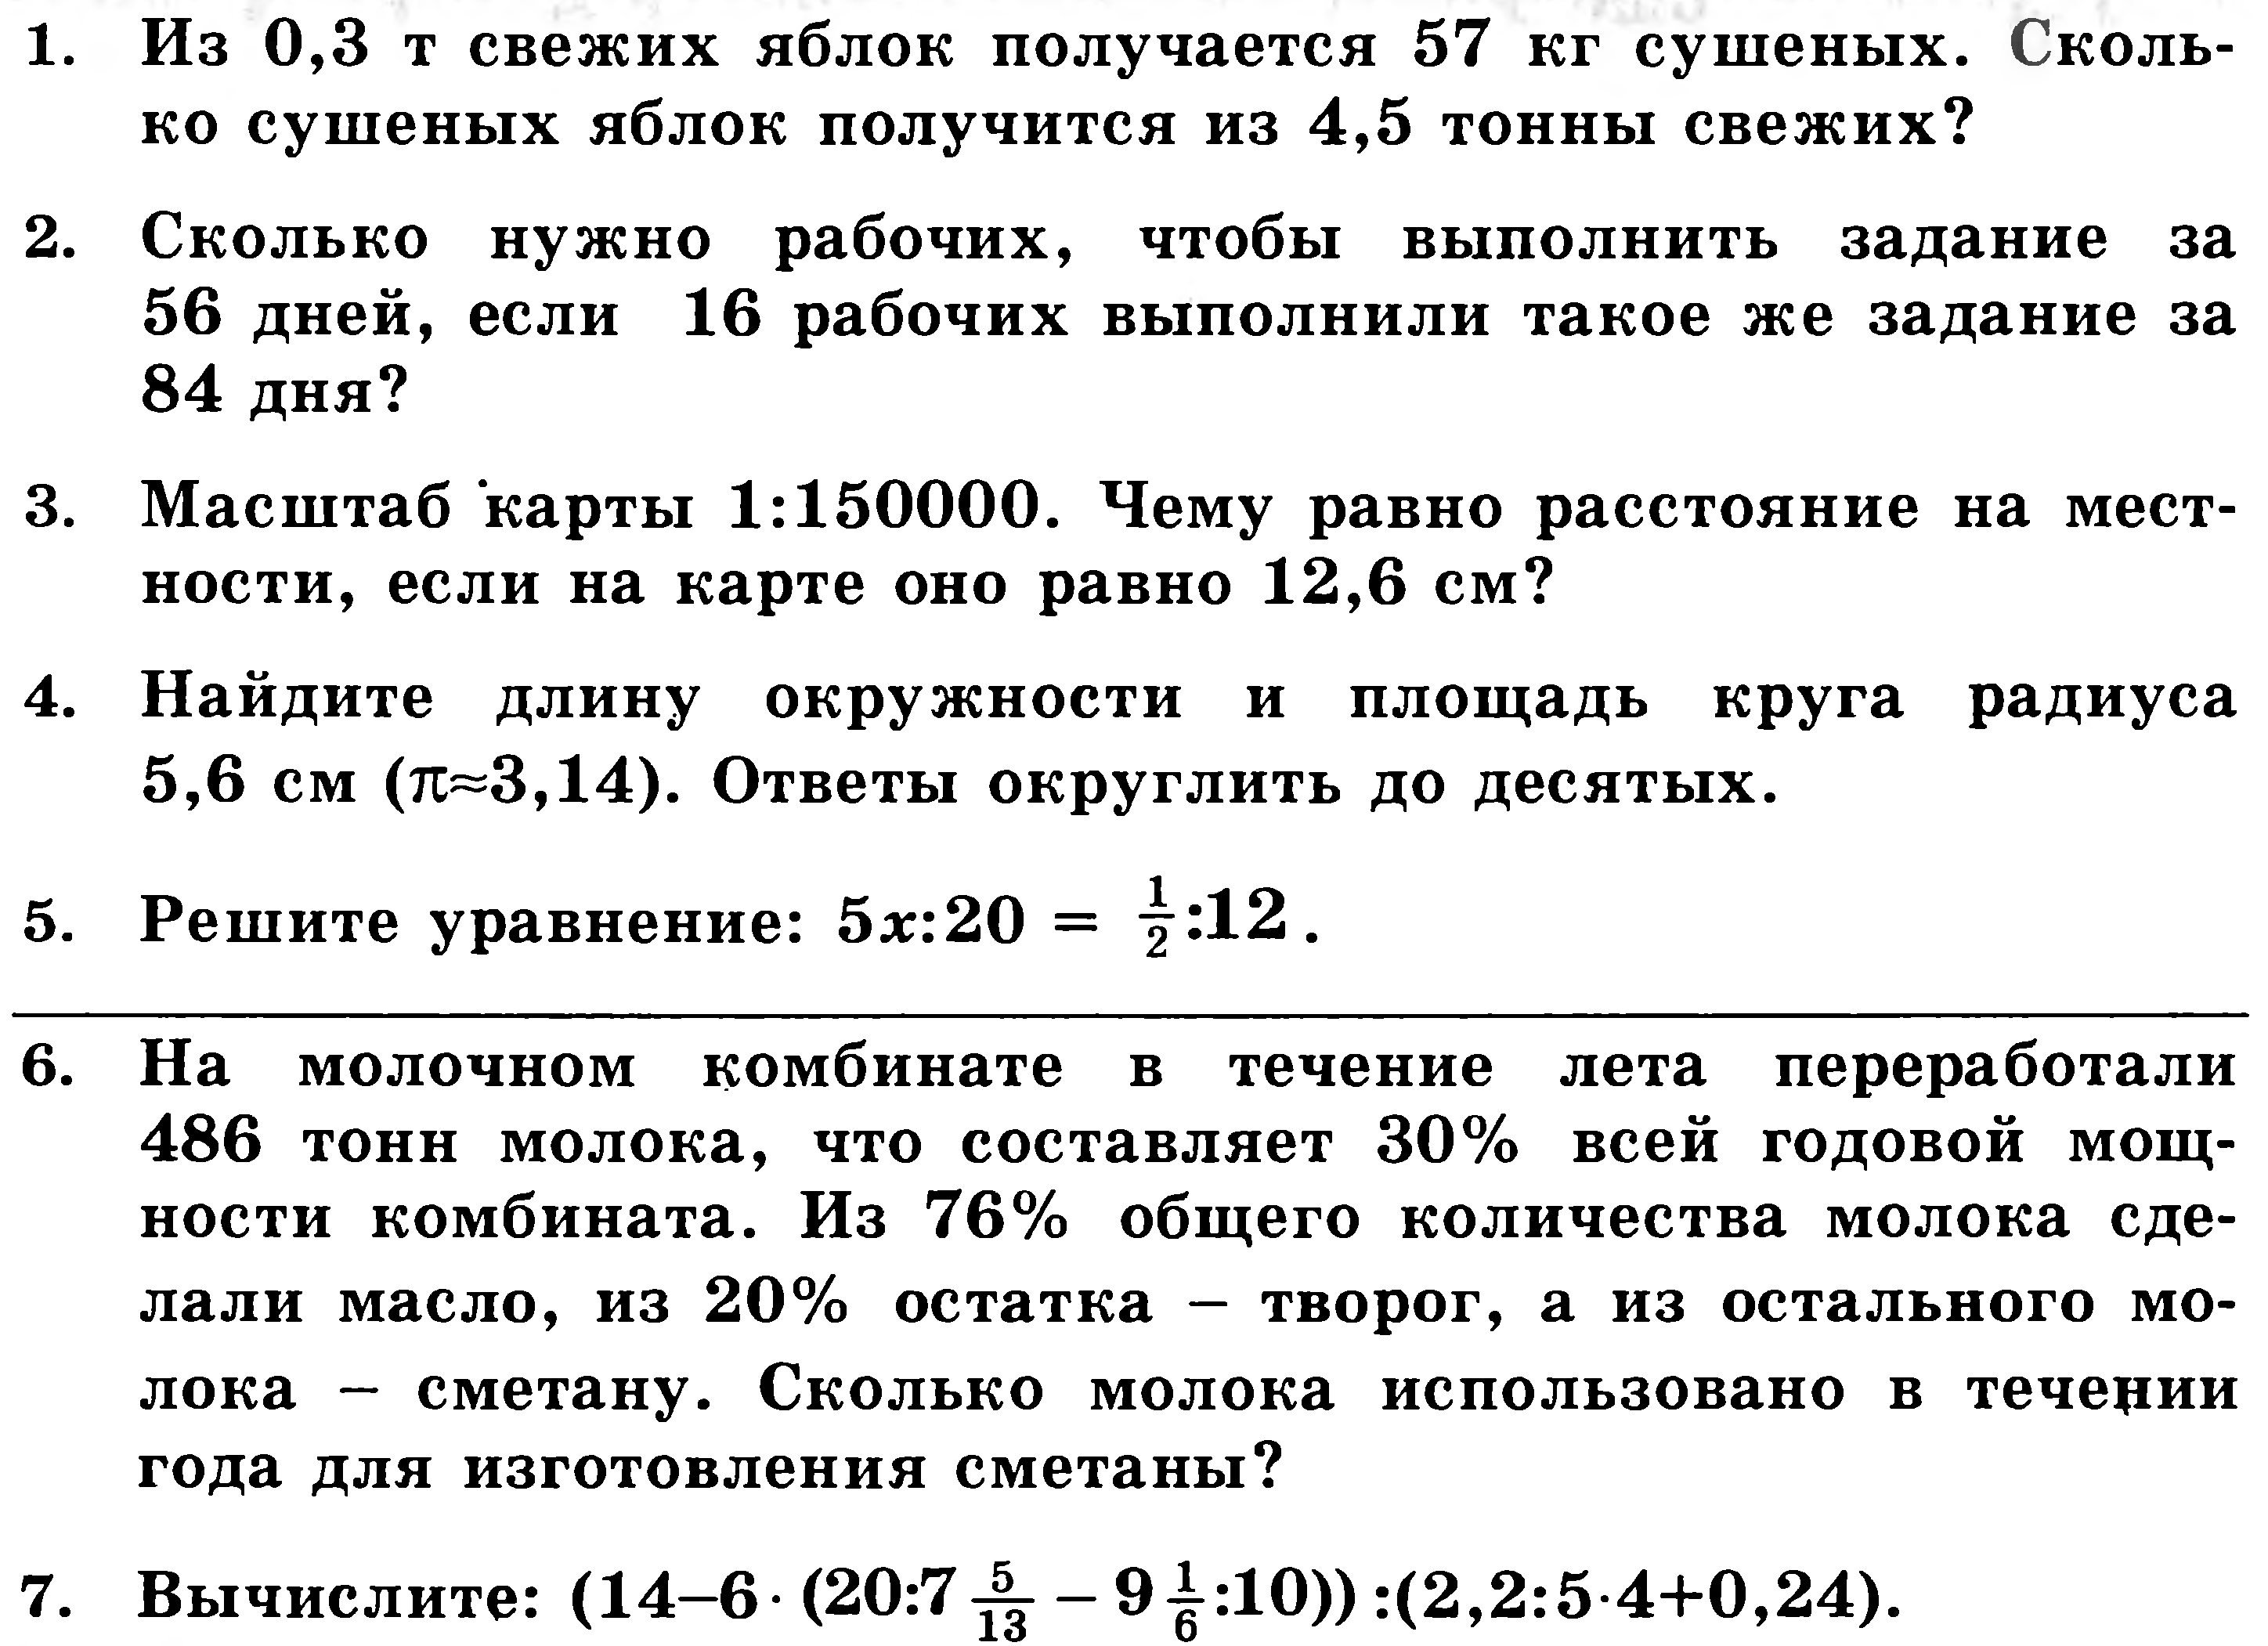 1. Из 0,3 т свежих яблок получается 57 кг сушеных. Сколь-
ко сушеных яблок получится из 4,5 тонны свежих?
2. Сколько нужно рабочих, чтобы выполнить задание за
56 дней, если 16 рабочих выполнили такое же задание за
84 дня?
3. Масштаб карты 1:150000. Чему равно расстояние на мест-
ности, если на карте оно равно 12,6 см?
4. Найдите длину окружности и площадь круга радиуса
5,6 см (π≈3,14). Ответы округлить до десятых.
5. Решите уравнение: 5x:20 = 1/2:12.
6. На молочном комбинате в течение лета переработали
486 тонн молока, что составляет 30% всей годовой мощ-
ности комбината. Из 76% общего количества молока сде-
лали масло, из 20% остатка – творог, а из остального мо-
лока – сметану. Сколько молока использовано в течении
года для изготовления сметаны?
7. Вычислите: (14–6·(20:7 5/13 – 9 1/6:10)):(2,2:5·4+0,24).